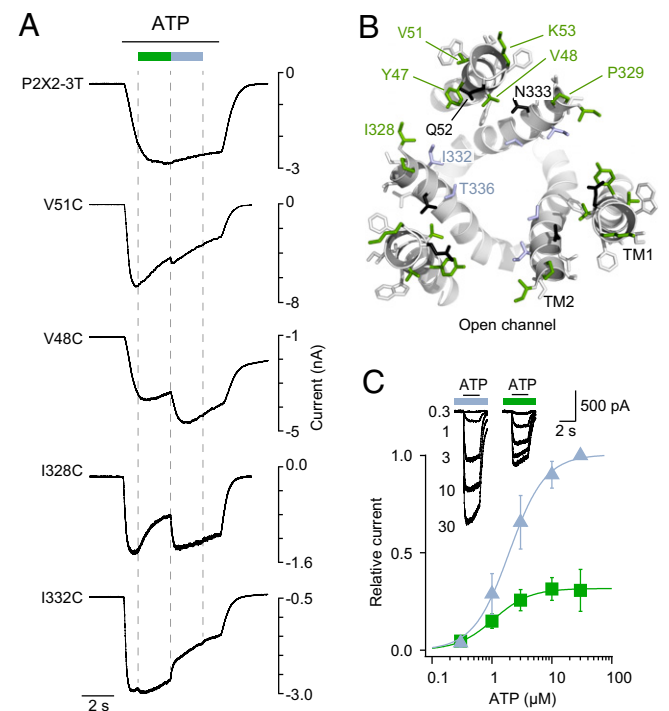 A
ATP
P2X2-3T
0
-3
V51C
0
-8
V48C
-1
-5
Current (nA)
I328C
0.0
-1.6
I332C
-0.5
-3.0
2 s
B
V51
K53
V48
Y47
P329
N333
Q52
I328
I332
T336
TM1
TM2
Open channel
C
ATP
ATP
500 pA
2 s
0.3
1
3
10
30
Relative current
1.0
0.5
0.0
0.1
1
10
100
ATP (µM)